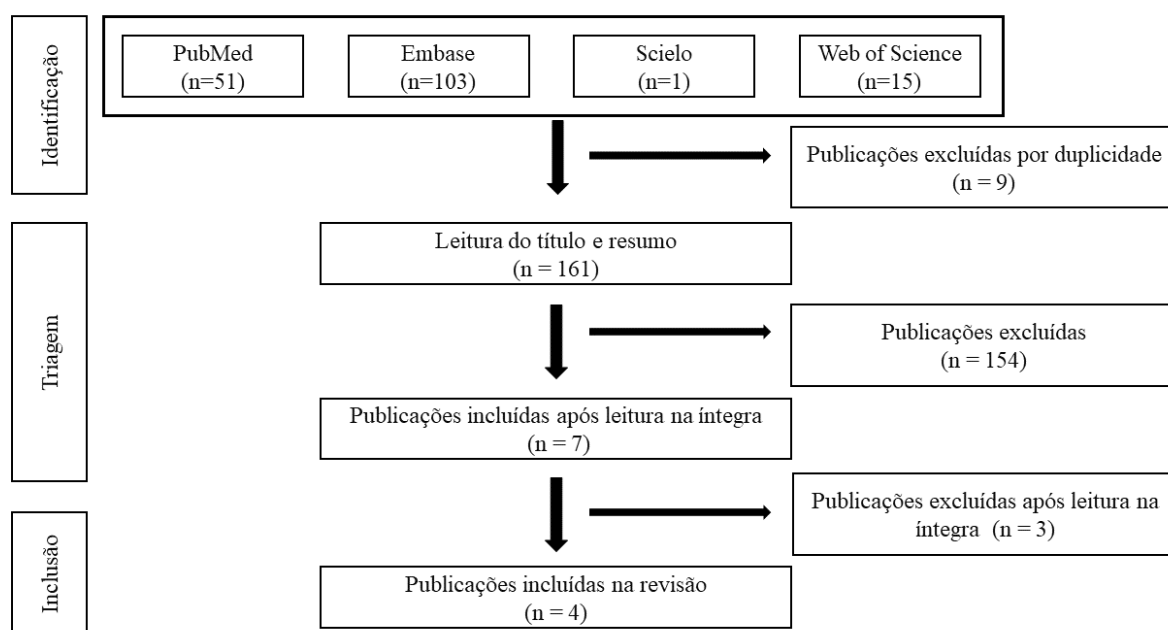 Identificação
PubMed
(n=51)
Embase
(n=103)
Scielo
(n=1)
Web of Science
(n=15)
Publicações excluídas por duplicidade
(n = 9)
Triagem
Leitura do título e resumo
(n = 161)
Publicações excluídas
(n = 154)
Publicações incluídas após leitura na íntegra
(n = 7)
Publicações excluídas após leitura na
íntegra (n = 3)
Inclusão
Publicações incluídas na revisão
(n = 4)